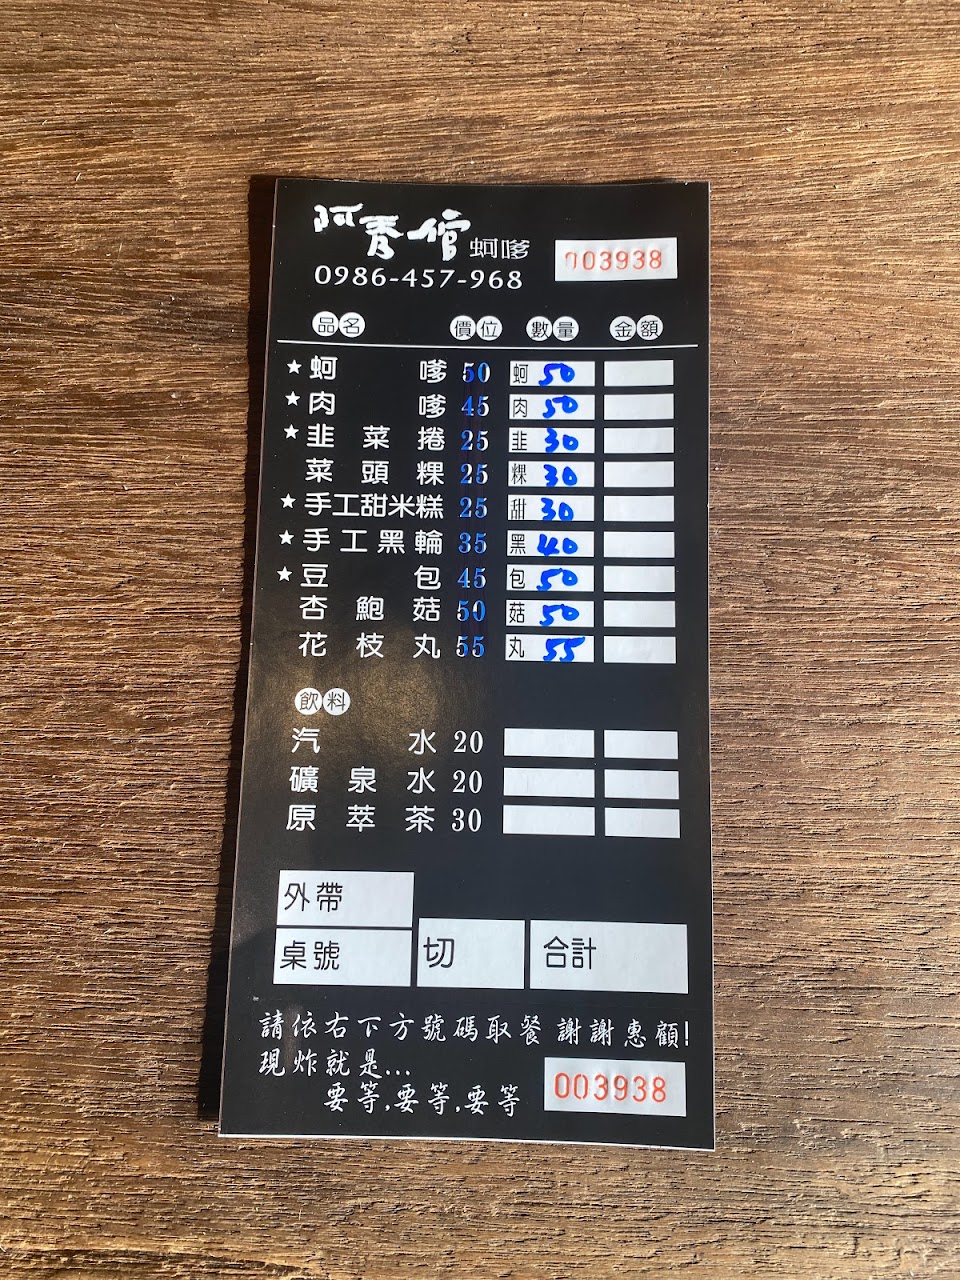 阿秀倌 蚵嗲 003938
0986-457-968
品名 價位 數量 金額
★蚵嗲 50 蚵 50
★肉嗲 45 肉 50
★韭菜捲 25 韭 30
菜頭粿 25 粿 30
★手工甜米糕 25 甜 30
★手工黑輪 35 黑 40
★豆包 45 包 50
杏鮑菇 50 菇 50
花枝丸 55 丸 55
飲料
汽水 20
礦泉水 20
原萃茶 30
外帶
桌號 切 合計
請依右下方號碼取餐 謝謝惠顧!
現炸就是...
要等,要等,要等 003938